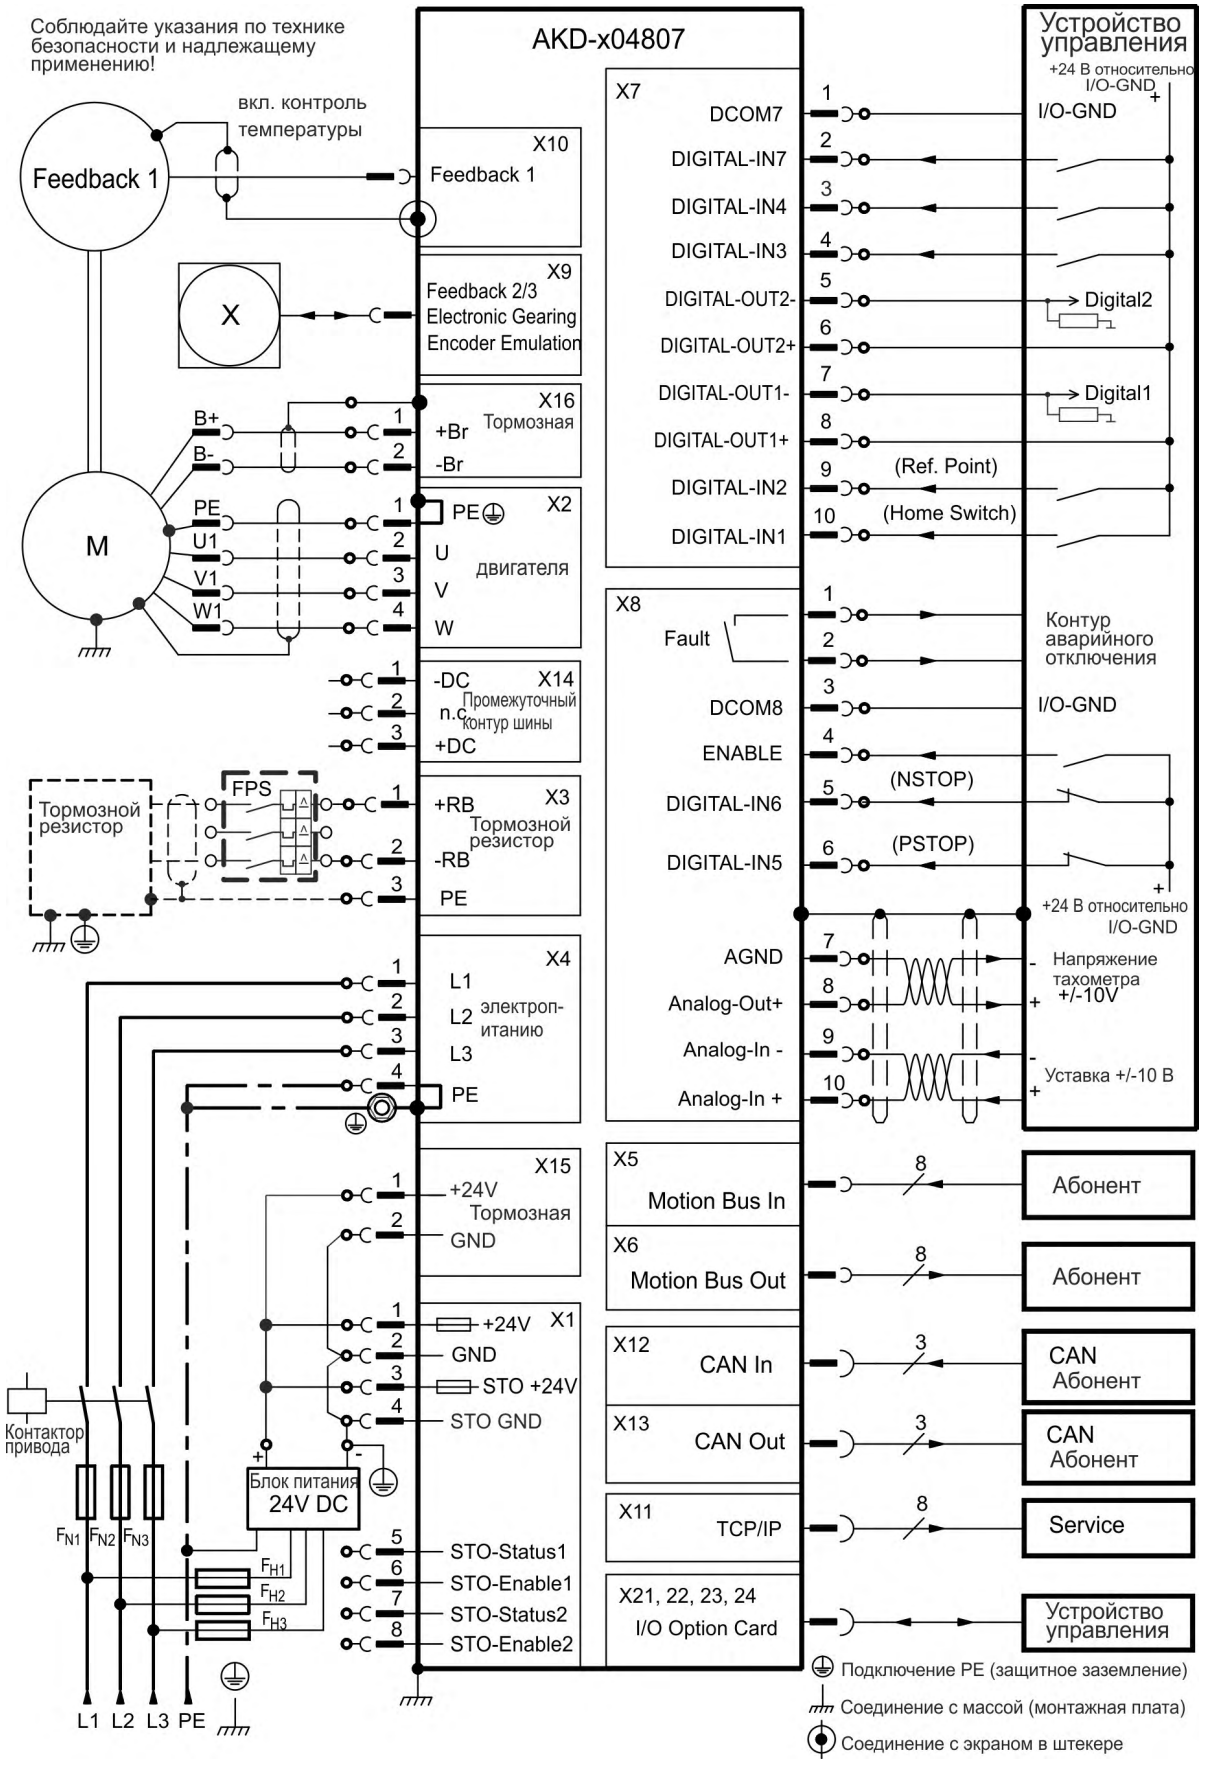 Соблюдайте указания по технике
безопасности и надлежащему
применению!
AKD-x04807
Feedback 1
вкл. контроль
температуры
X10
Feedback 1
X
X9
Feedback 2/3
Electronic Gearing
Encoder Emulation
X16
Тормозная
B+
1
+Br
B-
2
-Br
M
X2
двигателя
PE
1
PE
U1
2
U
V1
3
V
W1
4
W
X14
Промежуточный
контур шины
1
-DC
2
n.c.
3
+DC
Тормозной
резистор
FPS
X3
Тормозной
резистор
1
+RB
2
-RB
3
PE
X4
электроп-
итанию
1
L1
2
L2
3
L3
4
PE
X15
Тормозная
1
+24V
2
GND
X1
1
+24V
2
GND
3
STO +24V
4
STO GND
+
-
Блок питания
24V DC
5
STO-Status1
6
STO-Enable1
7
STO-Status2
8
STO-Enable2
Контактор
привода
FN1
FN2
FN3
FH1
FH2
FH3
L1
L2
L3
PE
X7
DCOM7
1
DIGITAL-IN7
2
DIGITAL-IN4
3
DIGITAL-IN3
4
DIGITAL-OUT2-
5
Digital2
DIGITAL-OUT2+
6
DIGITAL-OUT1-
7
Digital1
DIGITAL-OUT1+
8
DIGITAL-IN2
9
(Ref. Point)
DIGITAL-IN1
10
(Home Switch)
Устройство
управления
+24 В относительно
I/O-GND
+
I/O-GND
X8
Fault
1
2
Контур
аварийного
отключения
DCOM8
3
I/O-GND
ENABLE
4
DIGITAL-IN6
5
(NSTOP)
DIGITAL-IN5
6
(PSTOP)
+
+24 В относительно
I/O-GND
AGND
7
-
Напряжение
тахометра
+/-10V
Analog-Out+
8
+
Analog-In -
9
-
Уставка +/-10 В
Analog-In +
10
+
X5
Motion Bus In
8
Абонент
X6
Motion Bus Out
8
Абонент
X12
CAN In
3
CAN
Абонент
X13
CAN Out
3
CAN
Абонент
X11
TCP/IP
8
Service
X21, 22, 23, 24
I/O Option Card
Устройство
управления
Подключение PE (защитное заземление)
Соединение с массой (монтажная плата)
Соединение с экраном в штекере